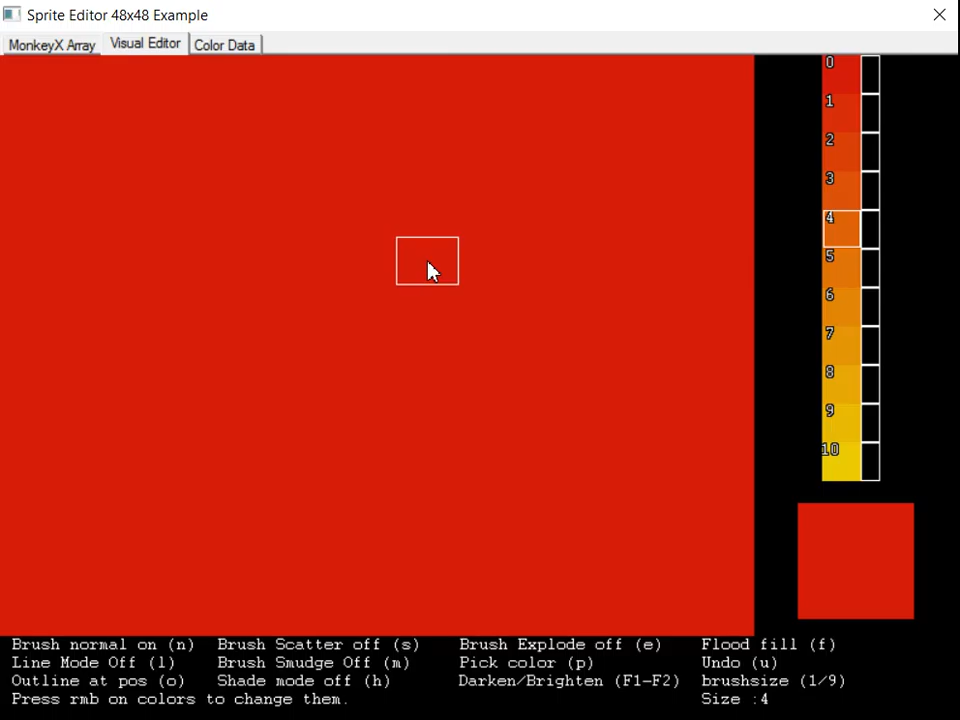 Sprite Editor 48x48 Example
MonkeyX Array Visual Editor Color Data
0
1
2
3
4
5
6
7
8
9
10
Brush normal on (n) Brush Scatter off (s) Brush Explode off (e) Flood fill (f)
Line Mode Off (l) Brush Smudge Off (m) Pick color (p) Undo (u)
Outline at pos (o) Shade mode off (h) Darken/Brighten (F1-F2) brushsize (1/9)
Press rmb on colors to change them. Size :4